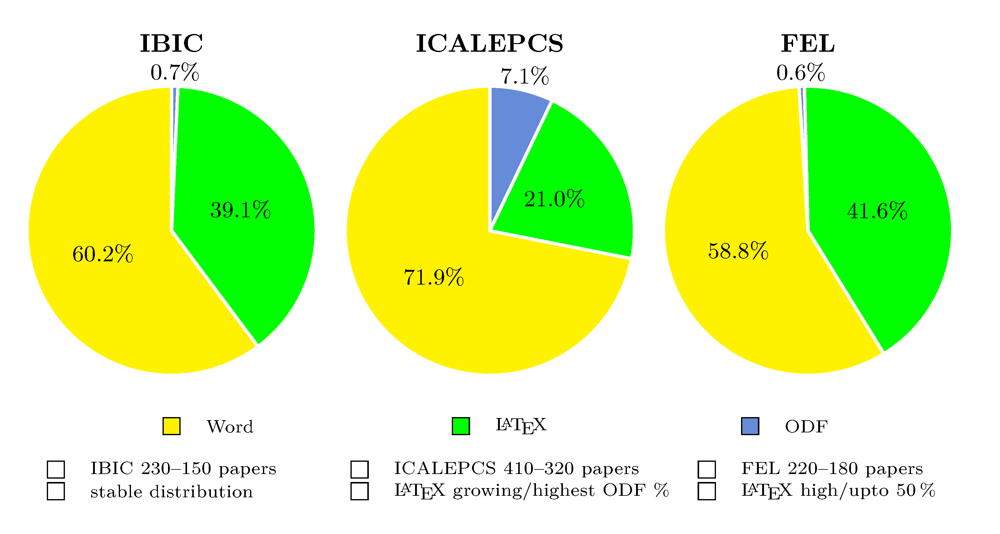 IBIC
ICALEPCS
FEL
0.7%
7.1%
0.6%
39.1%
60.2%
21.0%
71.9%
41.6%
58.8%
Word
LATEX
ODF
IBIC 230–150 papers
stable distribution
ICALEPCS 410–320 papers
LATEX growing/highest ODF %
FEL 220–180 papers
LATEX high/upto 50 %